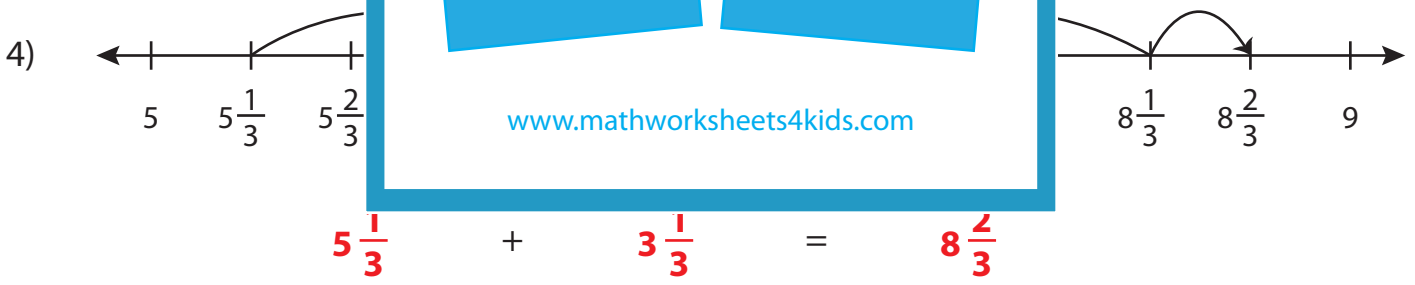 4)
5 5 1/3 5 2/3 8 1/3 8 2/3 9
www.mathworksheets4kids.com
5 1/3 + 3 1/3 = 8 2/3